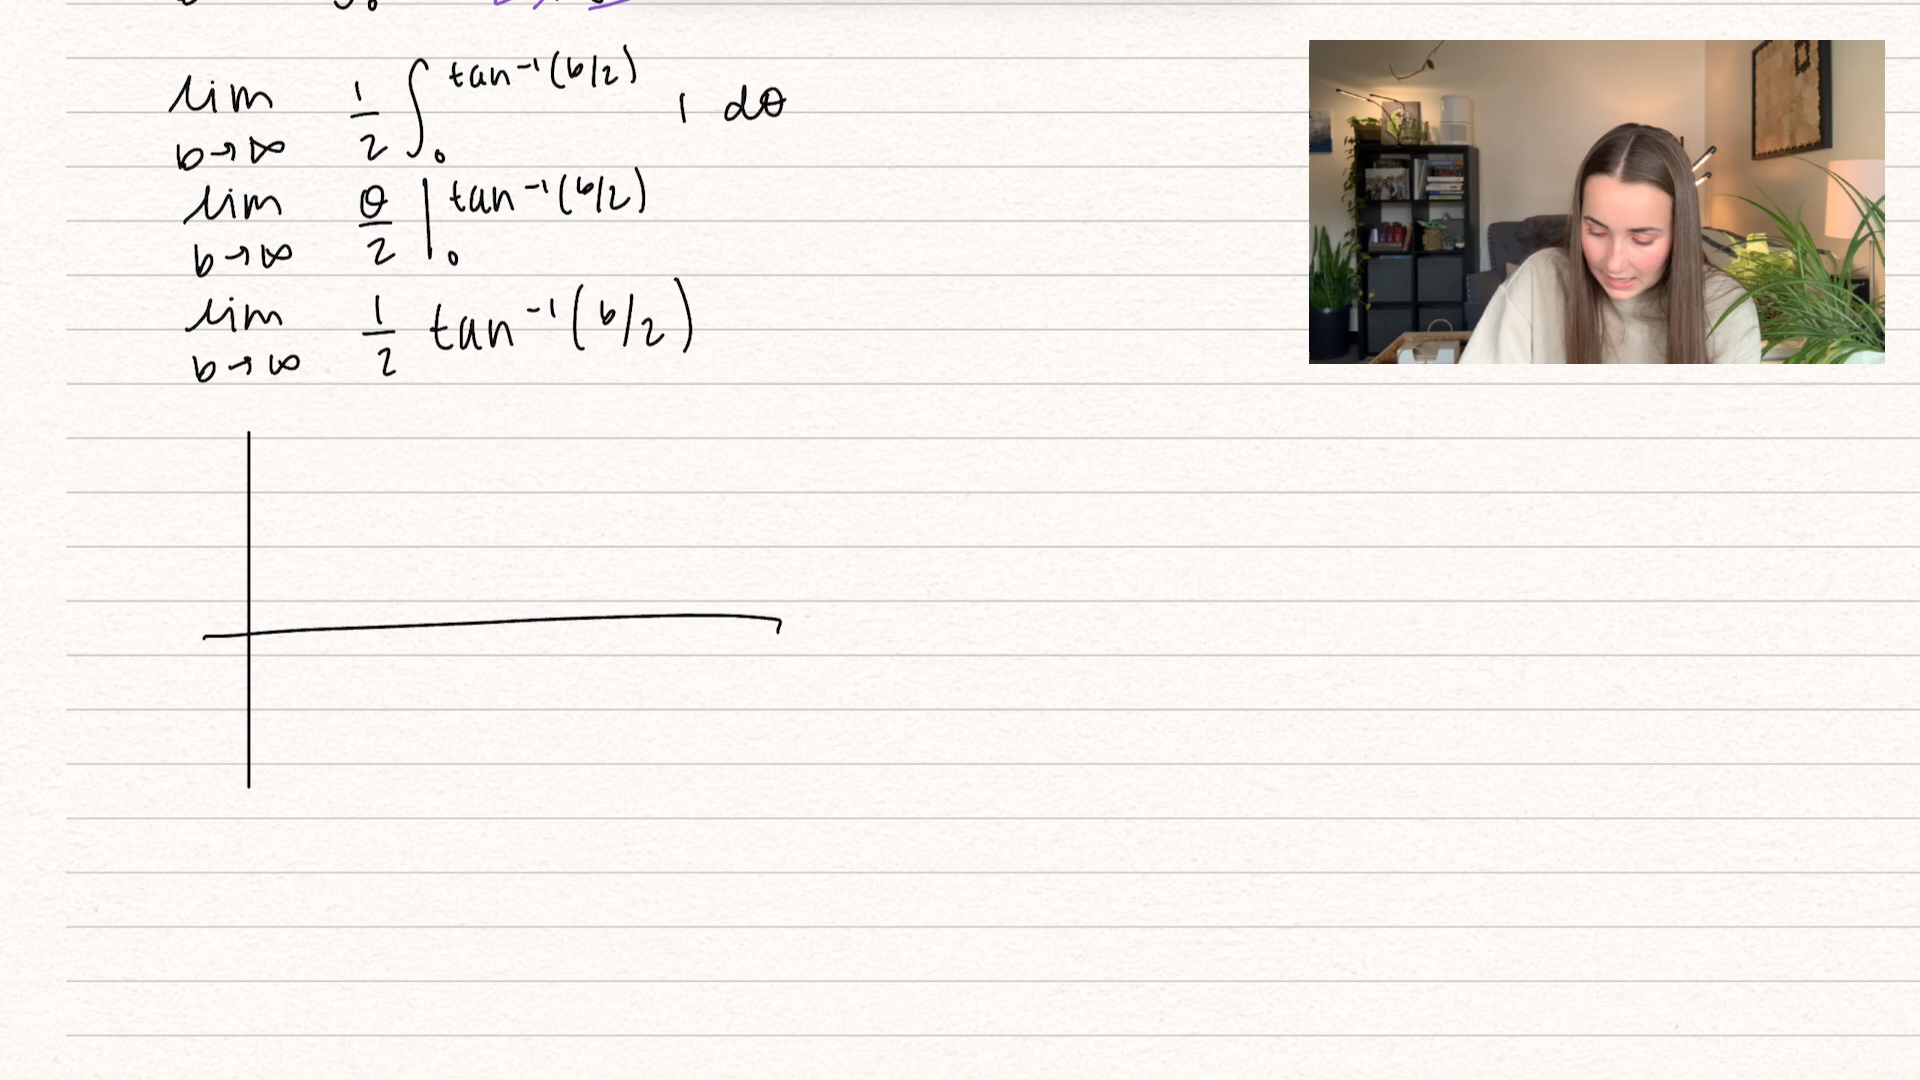 lim 1/2 ∫₀^tan⁻¹(b/2) 1 dθ
b→∞
lim θ/2 |₀^tan⁻¹(b/2)
b→∞
lim 1/2 tan⁻¹(b/2)
b→∞